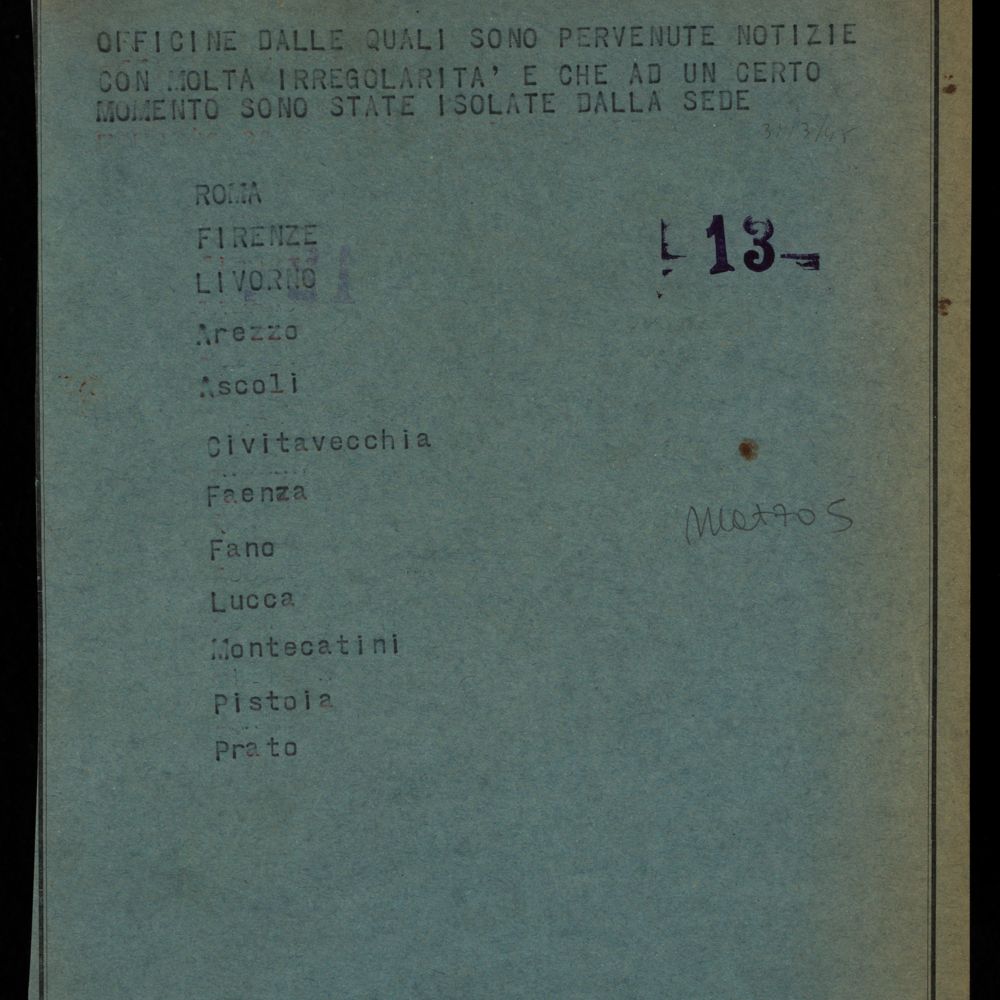 OFFICINE DALLE QUALI SONO PERVENUTE NOTIZIE
CON MOLTA IRREGOLARITA' E CHE AD UN CERTO
MOMENTO SONO STATE ISOLATE DALLA SEDE
ROMA
FIRENZE
- 13 -
LIVORNO
Arezzo
Ascoli
Civitavecchia
Faenza
Fano
Lucca
Montecatini
Pistoia
Prato